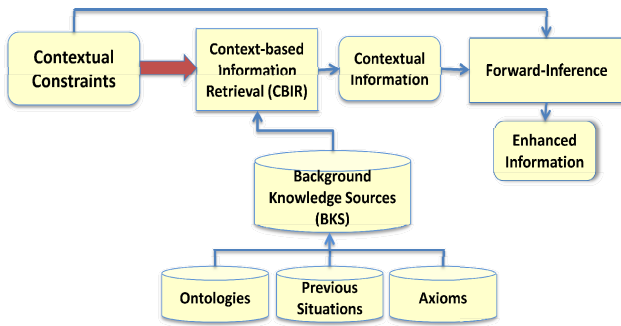 Contextual
Constraints
Context-based
Information
Retrieval (CBIR)
Contextual
Information
Forward-Inference
Enhanced
Information
Background
Knowledge Sources
(BKS)
Ontologies
Previous
Situations
Axioms